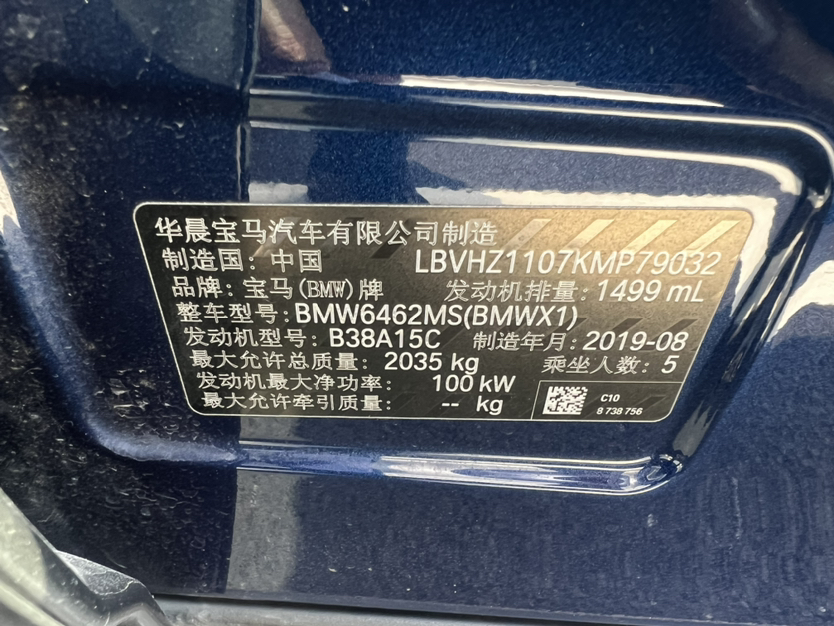 华晨宝马汽车有限公司制造
制造国：中国 LBVHZ1107KMP79032
品牌：宝马(BMW)牌 发动机排量：1499 mL
整车型号：BMW6462MS(BMWX1)
发动机型号：B38A15C 制造年月：2019-08
最大允许总质量：2035 kg 乘坐人数：5
发动机最大净功率： 100 kW
最大允许牵引质量： -- kg
C10
8 738 756